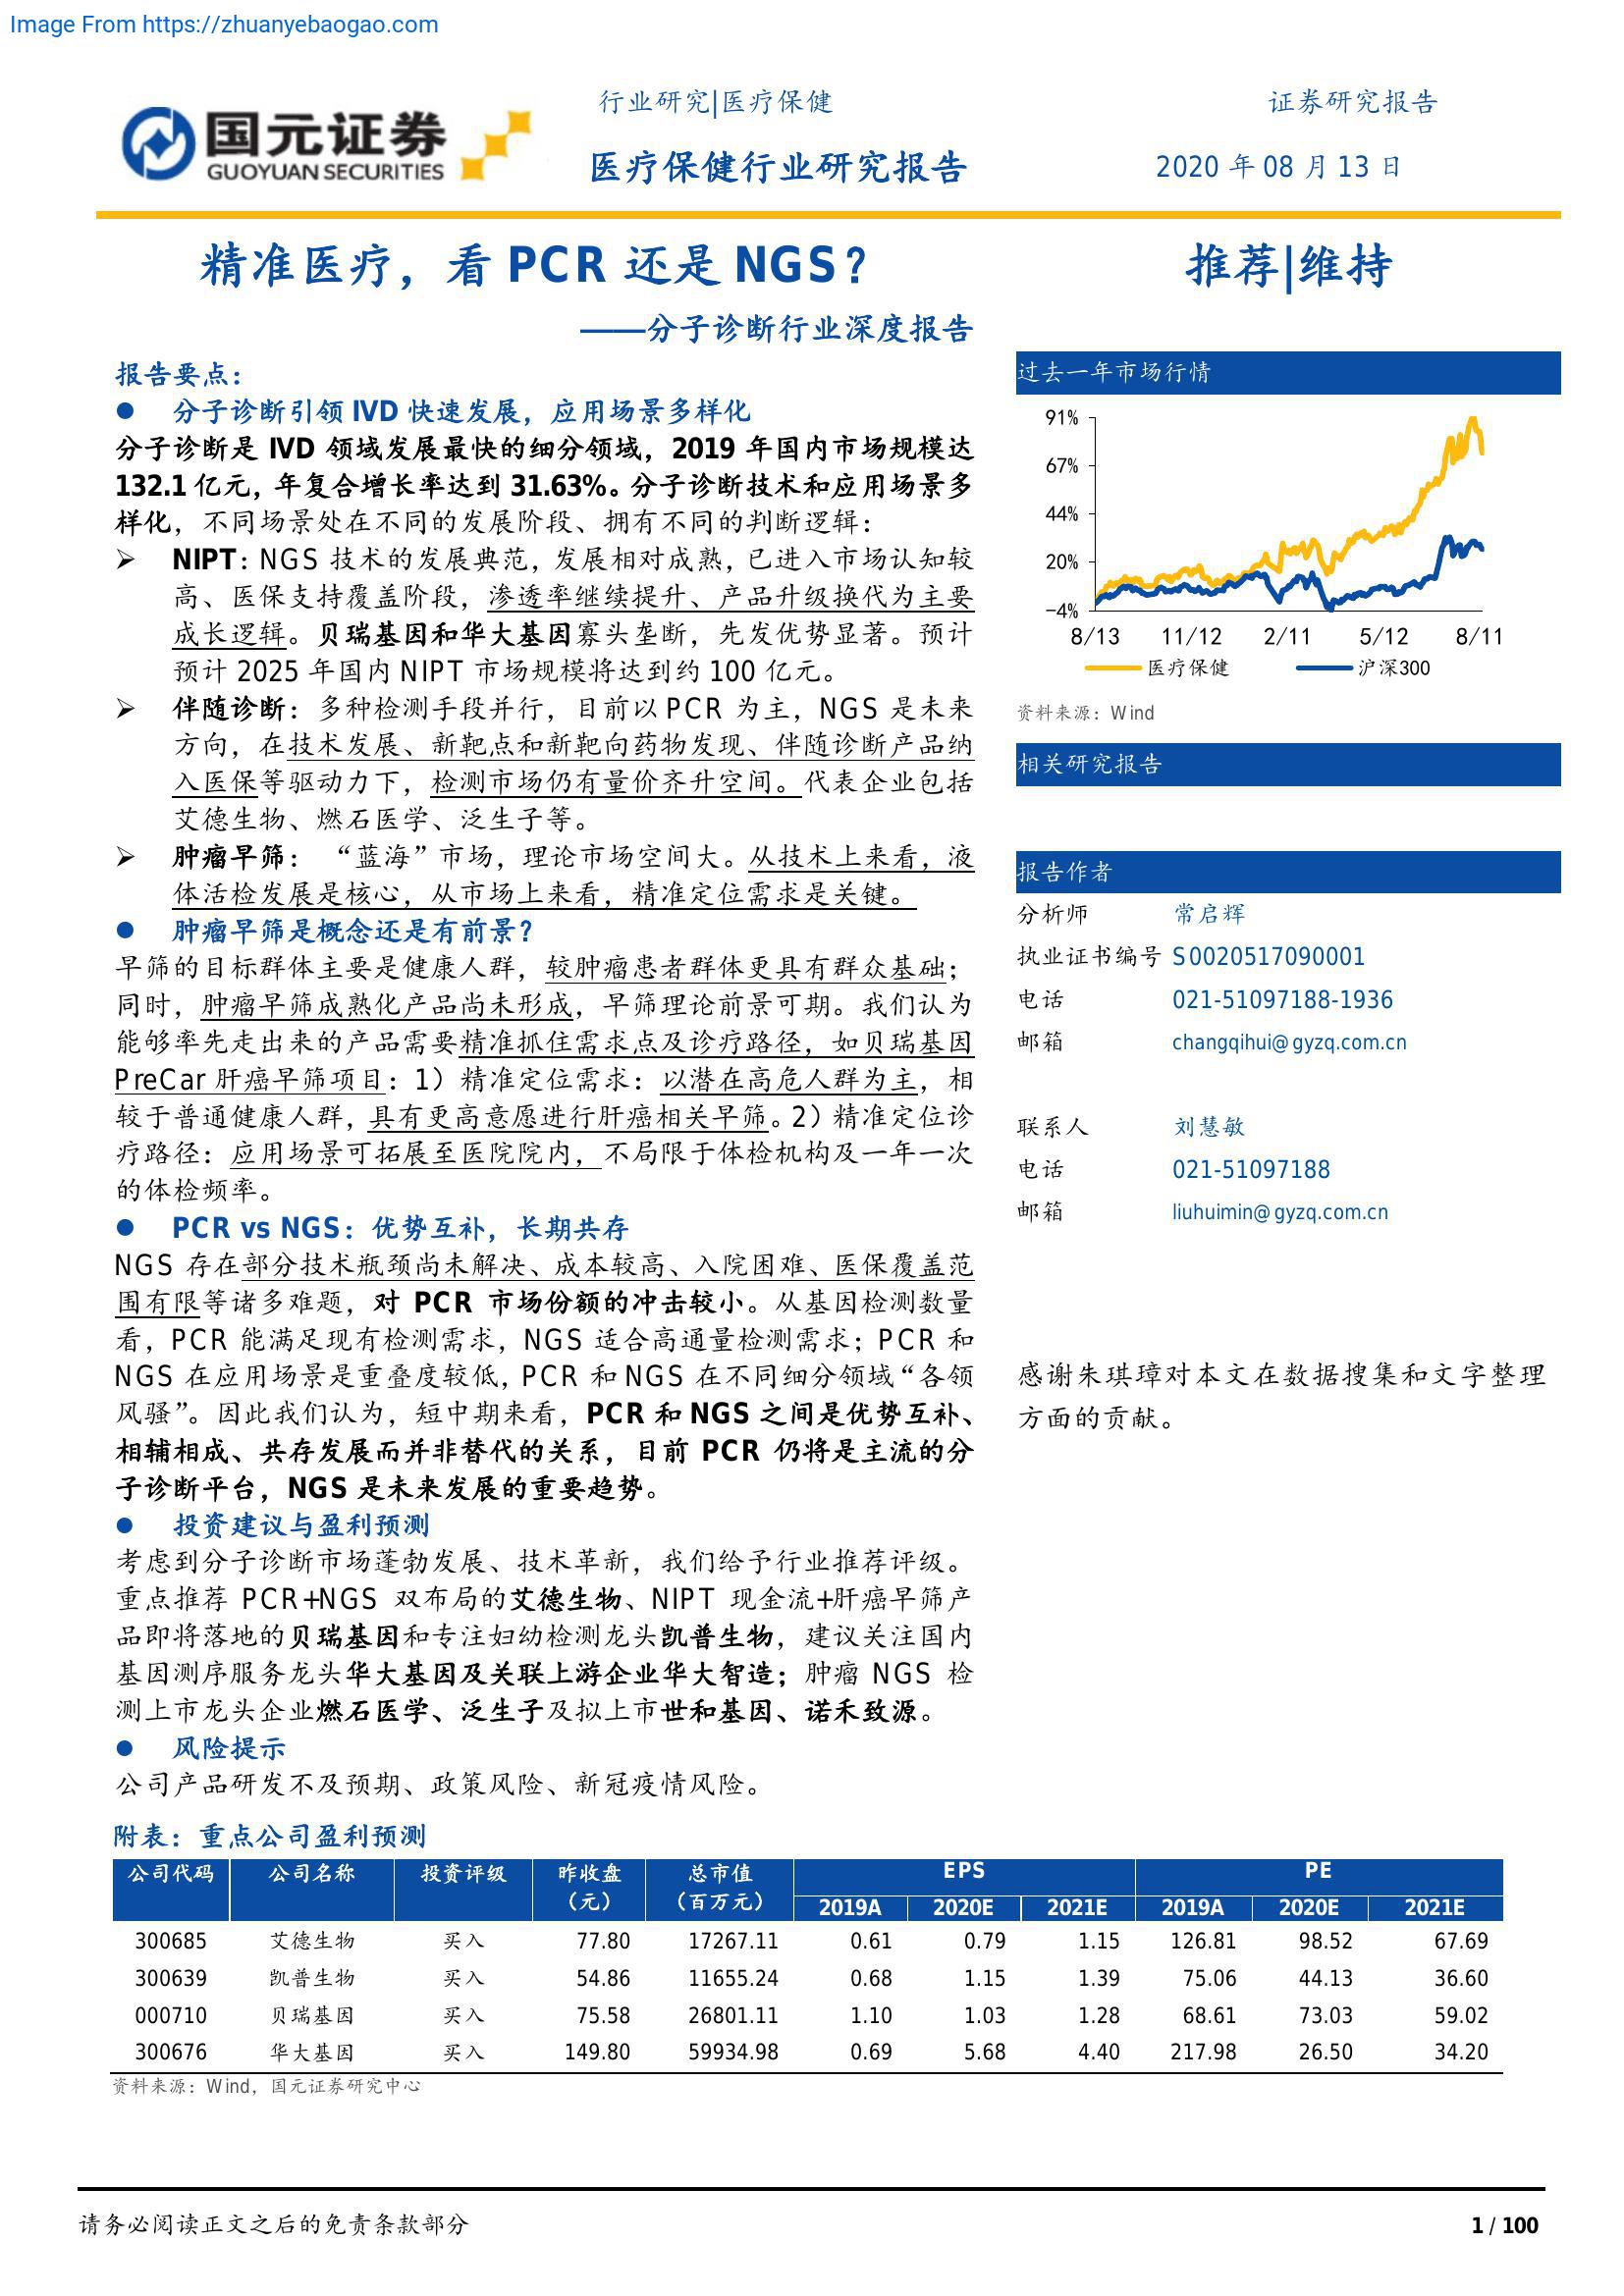 Image From https://zhuanyebaogao.com
国元证券
GUOYUAN SECURITIES
行业研究|医疗保健
证券研究报告
医疗保健行业研究报告
2020 年 08 月 13 日
精准医疗，看 PCR 还是 NGS？
推荐|维持
——分子诊断行业深度报告
报告要点：
● 分子诊断引领 IVD 快速发展，应用场景多样化
分子诊断是 IVD 领域发展最快的细分领域，2019 年国内市场规模达
132.1 亿元，年复合增长率达到 31.63%。分子诊断技术和应用场景多
样化，不同场景处在不同的发展阶段、拥有不同的判断逻辑：
➢ NIPT：NGS 技术的发展典范，发展相对成熟，已进入市场认知较
高、医保支持覆盖阶段，渗透率继续提升、产品升级换代为主要
成长逻辑。贝瑞基因和华大基因寡头垄断，先发优势显著。预计
预计 2025 年国内 NIPT 市场规模将达到约 100 亿元。
➢ 伴随诊断：多种检测手段并行，目前以 PCR 为主，NGS 是未来
方向，在技术发展、新靶点和新靶向药物发现、伴随诊断产品纳
入医保等驱动力下，检测市场仍有量价齐升空间。代表企业包括
艾德生物、燃石医学、泛生子等。
➢ 肿瘤早筛： “蓝海”市场，理论市场空间大。从技术上来看，液
体活检发展是核心，从市场上来看，精准定位需求是关键。
● 肿瘤早筛是概念还是有前景？
早筛的目标群体主要是健康人群，较肿瘤患者群体更具有群众基础；
同时，肿瘤早筛成熟化产品尚未形成，早筛理论前景可期。我们认为
能够率先走出来的产品需要精准抓住需求点及诊疗路径，如贝瑞基因
PreCar 肝癌早筛项目：1）精准定位需求：以潜在高危人群为主，相
较于普通健康人群，具有更高意愿进行肝癌相关早筛。2）精准定位诊
疗路径：应用场景可拓展至医院院内，不局限于体检机构及一年一次
的体检频率。
● PCR vs NGS：优势互补，长期共存
NGS 存在部分技术瓶颈尚未解决、成本较高、入院困难、医保覆盖范
围有限等诸多难题，对 PCR 市场份额的冲击较小。从基因检测数量
看，PCR 能满足现有检测需求，NGS 适合高通量检测需求；PCR 和
NGS 在应用场景是重叠度较低，PCR 和 NGS 在不同细分领域“各领
风骚”。因此我们认为，短中期来看，PCR 和 NGS 之间是优势互补、
相辅相成、共存发展而并非替代的关系，目前 PCR 仍将是主流的分
子诊断平台，NGS 是未来发展的重要趋势。
● 投资建议与盈利预测
考虑到分子诊断市场蓬勃发展、技术革新，我们给予行业推荐评级。
重点推荐 PCR+NGS 双布局的艾德生物、NIPT 现金流+肝癌早筛产
品即将落地的贝瑞基因和专注妇幼检测龙头凯普生物，建议关注国内
基因测序服务龙头华大基因及关联上游企业华大智造；肿瘤 NGS 检
测上市龙头企业燃石医学、泛生子及拟上市世和基因、诺禾致源。
● 风险提示
公司产品研发不及预期、政策风险、新冠疫情风险。
过去一年市场行情
91%
67%
44%
20%
-4%
8/13 11/12 2/11 5/12 8/11
医疗保健 沪深300
资料来源：Wind
相关研究报告
报告作者
分析师 常启辉
执业证书编号 S0020517090001
电话 021-51097188-1936
邮箱 changqihui@gyzq.com.cn
联系人 刘慧敏
电话 021-51097188
邮箱 liuhuimin@gyzq.com.cn
感谢朱琪璋对本文在数据搜集和文字整理
方面的贡献。
附表：重点公司盈利预测
公司代码 公司名称 投资评级 昨收盘（元） 总市值（百万元） EPS PE
2019A 2020E 2021E 2019A 2020E 2021E
300685 艾德生物 买入 77.80 17267.11 0.61 0.79 1.15 126.81 98.52 67.69
300639 凯普生物 买入 54.86 11655.24 0.68 1.15 1.39 75.06 44.13 36.60
000710 贝瑞基因 买入 75.58 26801.11 1.10 1.03 1.28 68.61 73.03 59.02
300676 华大基因 买入 149.80 59934.98 0.69 5.68 4.40 217.98 26.50 34.20
资料来源：Wind，国元证券研究中心
请务必阅读正文之后的免责条款部分
1 / 100